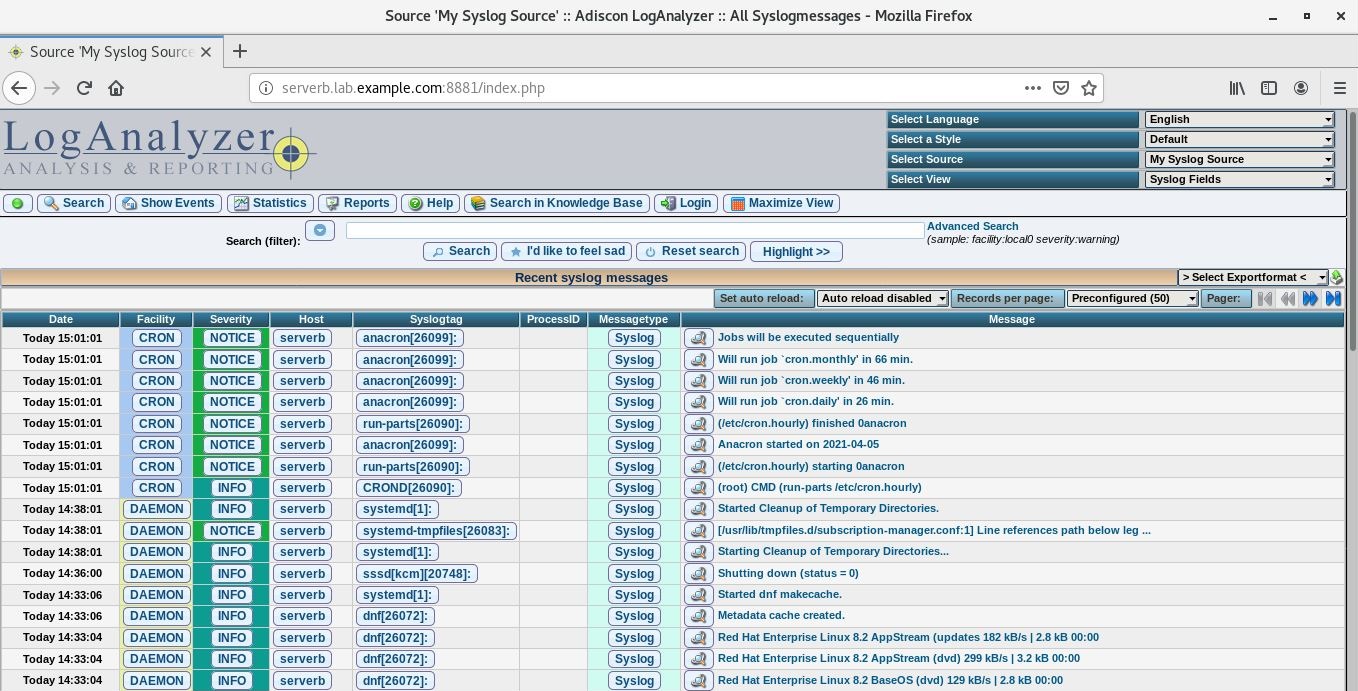 Source 'My Syslog Source' :: Adiscon LogAnalyzer :: All Syslogmessages - Mozilla Firefox
Source 'My Syslog Source
serverb.lab.example.com:8881/index.php
LogAnalyzer
ANALYSIS & REPORTING
Select Language English
Select a Style Default
Select Source My Syslog Source
Select View Syslog Fields
Search Show Events Statistics Reports Help Search in Knowledge Base Login Maximize View
Search (filter): Advanced Search
(sample: facility:local0 severity:warning)
Search I'd like to feel sad Reset search Highlight >>
Recent syslog messages > Select Exportformat <
Set auto reload: Auto reload disabled Records per page: Preconfigured (50) Pager:
Date Facility Severity Host Syslogtag ProcessID Messagetype Message
Today 15:01:01 CRON NOTICE serverb anacron[26099]: Syslog Jobs will be executed sequentially
Today 15:01:01 CRON NOTICE serverb anacron[26099]: Syslog Will run job `cron.monthly' in 66 min.
Today 15:01:01 CRON NOTICE serverb anacron[26099]: Syslog Will run job `cron.weekly' in 46 min.
Today 15:01:01 CRON NOTICE serverb anacron[26099]: Syslog Will run job `cron.daily' in 26 min.
Today 15:01:01 CRON NOTICE serverb run-parts[26090]: Syslog (/etc/cron.hourly) finished 0anacron
Today 15:01:01 CRON NOTICE serverb anacron[26099]: Syslog Anacron started on 2021-04-05
Today 15:01:01 CRON NOTICE serverb run-parts[26090]: Syslog (/etc/cron.hourly) starting 0anacron
Today 15:01:01 CRON INFO serverb CROND[26090]: Syslog (root) CMD (run-parts /etc/cron.hourly)
Today 14:38:01 DAEMON INFO serverb systemd[1]: Syslog Started Cleanup of Temporary Directories.
Today 14:38:01 DAEMON NOTICE serverb systemd-tmpfiles[26083]: Syslog [/usr/lib/tmpfiles.d/subscription-manager.conf:1] Line references path below leg ...
Today 14:38:01 DAEMON INFO serverb systemd[1]: Syslog Starting Cleanup of Temporary Directories...
Today 14:36:00 DAEMON INFO serverb sssd[kcm][20748]: Syslog Shutting down (status = 0)
Today 14:33:06 DAEMON INFO serverb systemd[1]: Syslog Started dnf makecache.
Today 14:33:06 DAEMON INFO serverb dnf[26072]: Syslog Metadata cache created.
Today 14:33:04 DAEMON INFO serverb dnf[26072]: Syslog Red Hat Enterprise Linux 8.2 AppStream (updates 182 kB/s | 2.8 kB 00:00
Today 14:33:04 DAEMON INFO serverb dnf[26072]: Syslog Red Hat Enterprise Linux 8.2 AppStream (dvd) 299 kB/s | 3.2 kB 00:00
Today 14:33:04 DAEMON INFO serverb dnf[26072]: Syslog Red Hat Enterprise Linux 8.2 BaseOS (dvd) 129 kB/s | 2.8 kB 00:00